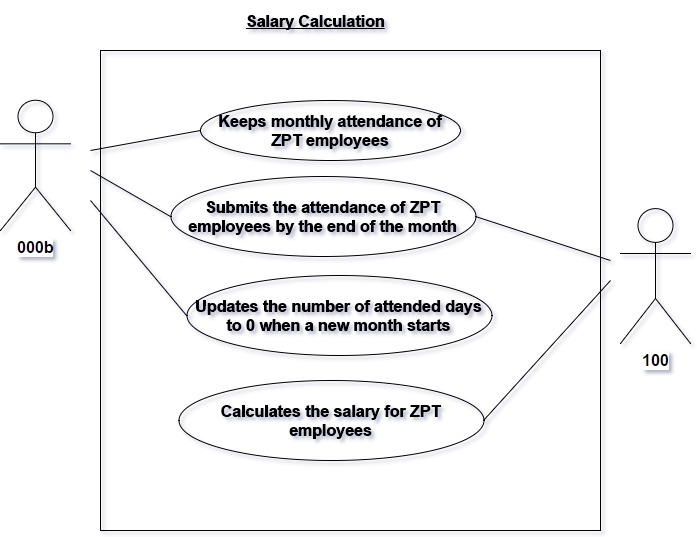 Salary Calculation
Keeps monthly attendance of
ZPT employees
Submits the attendance of ZPT
employees by the end of the month
000b
Updates the number of attended days
to 0 when a new month starts
100
Calculates the salary for ZPT
employees